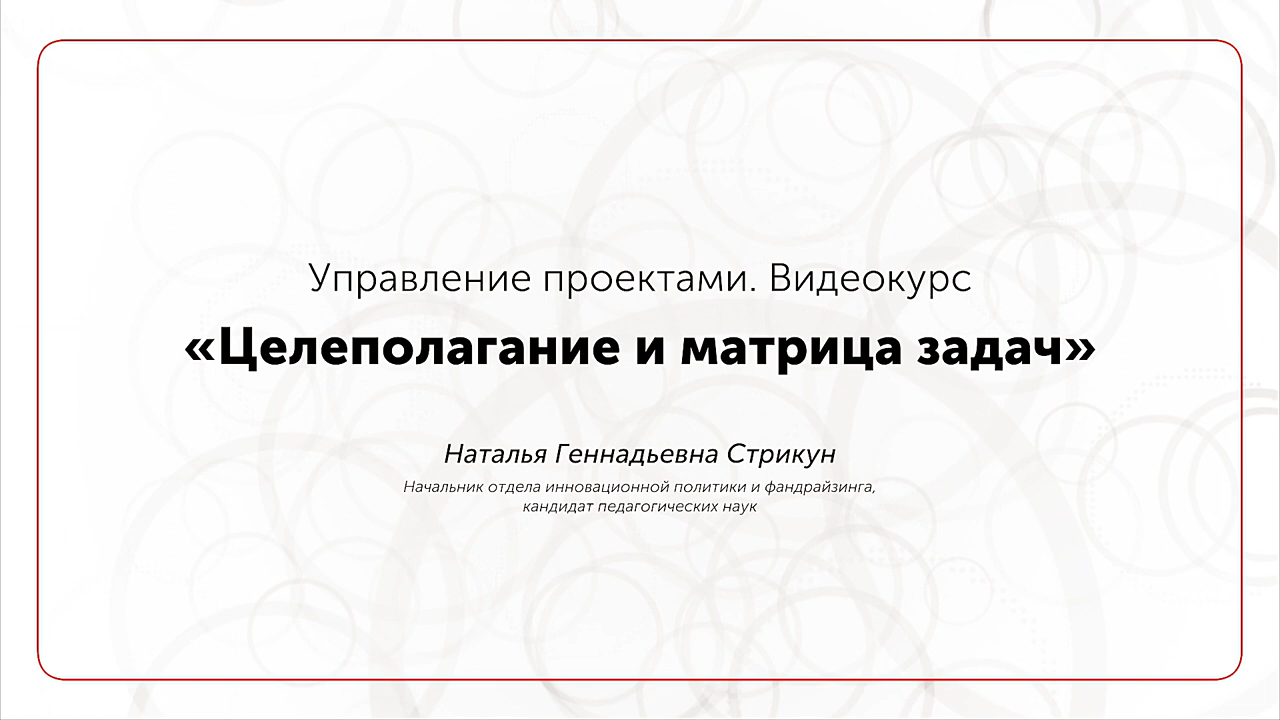 Управление проектами. Видеокурс
«Целеполагание и матрица задач»
Наталья Геннадьевна Стрикун
Начальник отдела инновационной политики и фандрайзинга,
кандидат педагогических наук